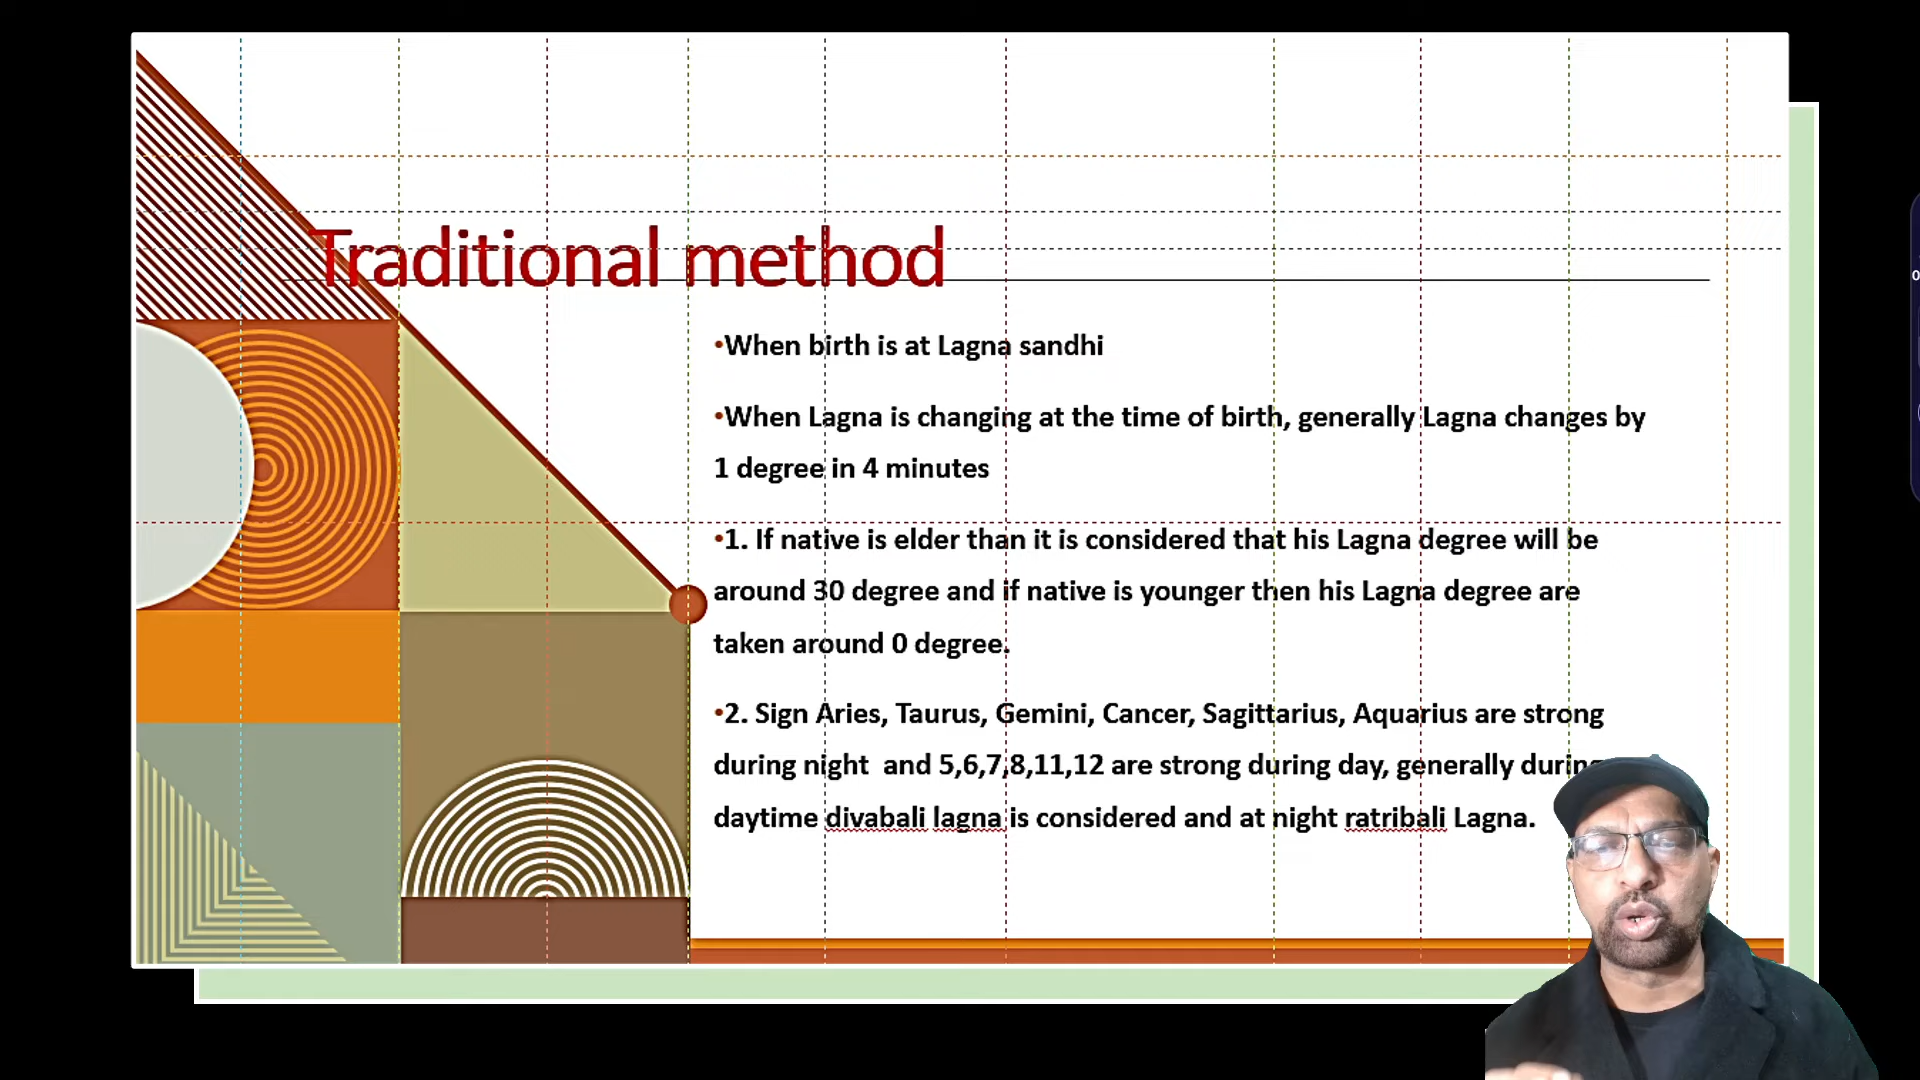 Traditional method
•When birth is at Lagna sandhi
•When Lagna is changing at the time of birth, generally Lagna changes by
1 degree in 4 minutes
•1. If native is elder than it is considered that his Lagna degree will be
around 30 degree and if native is younger then his Lagna degree are
taken around 0 degree.
•2. Sign Aries, Taurus, Gemini, Cancer, Sagittarius, Aquarius are strong
during night  and 5,6,7,8,11,12 are strong during day, generally during
daytime divabali lagna is considered and at night ratribali Lagna.